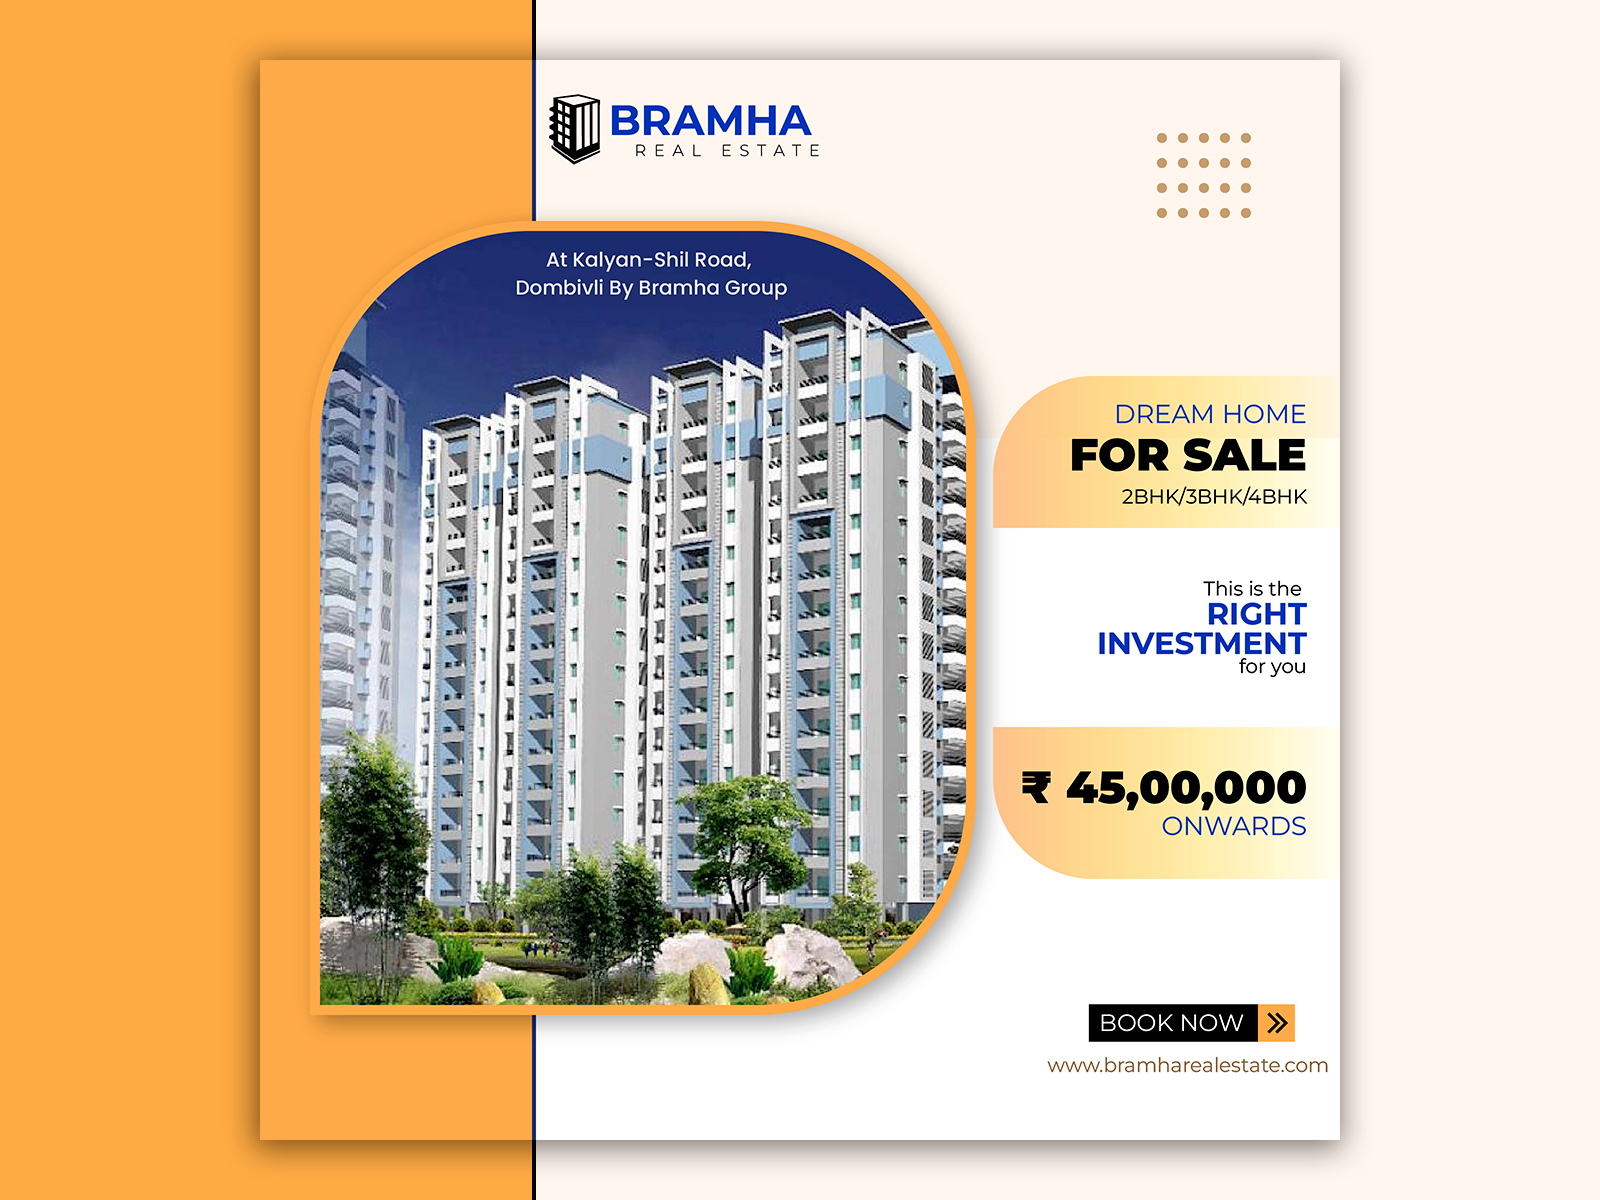 BRAMHA
REAL ESTATE
At Kalyan-Shil Road,
Dombivli By Bramha Group
DREAM HOME
FOR SALE
2BHK/3BHK/4BHK
This is the
RIGHT
INVESTMENT
for you
₹ 45,00,000
ONWARDS
BOOK NOW
www.bramharealestate.com